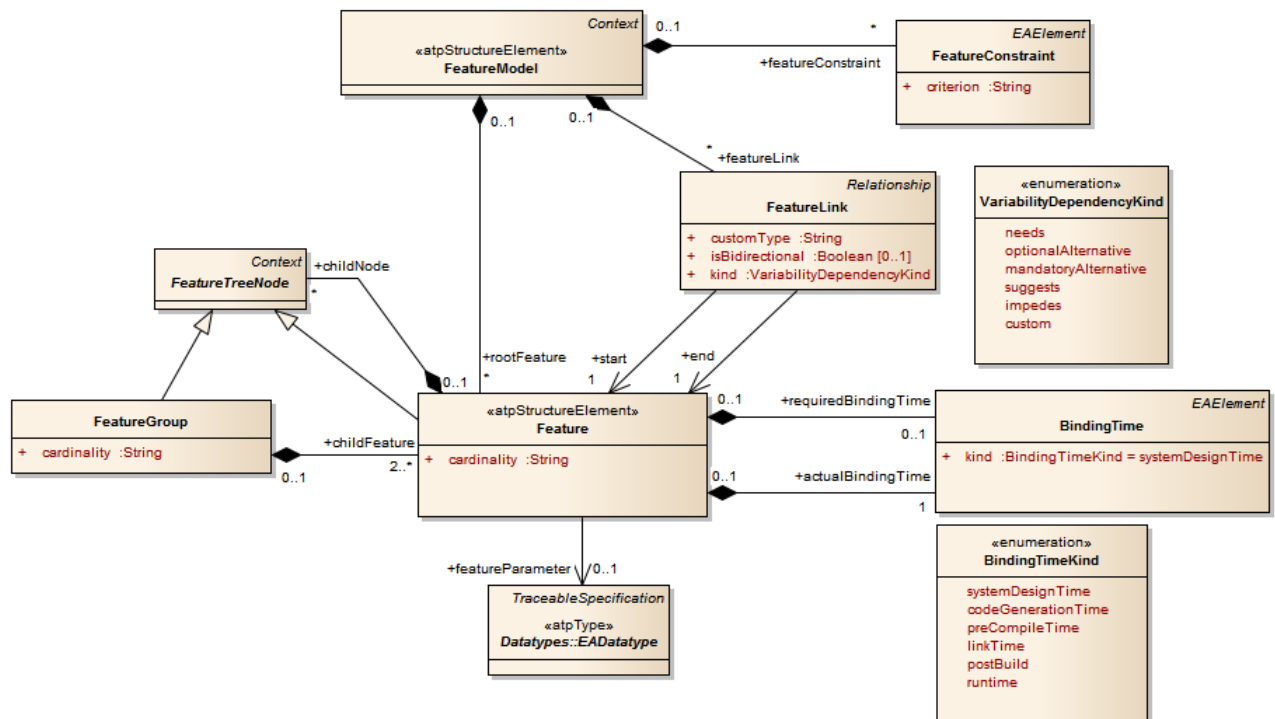 Context
«atpStructureElement»
FeatureModel
0..1
*
+featureConstraint
EAElement
FeatureConstraint
+ criterion :String
0..1
0..1
*
+featureLink
Relationship
FeatureLink
+ customType :String
+ isBidirectional :Boolean [0..1]
+ kind :VariabilityDependencyKind
«enumeration»
VariabilityDependencyKind
needs
optionalAlternative
mandatoryAlternative
suggests
impedes
custom
Context
FeatureTreeNode
+childNode
*
0..1
+rootFeature
*
+start
1
+end
1
FeatureGroup
+ cardinality :String
0..1
+childFeature
2..*
«atpStructureElement»
Feature
+ cardinality :String
0..1
+requiredBindingTime
0..1
0..1
+actualBindingTime
1
EAElement
BindingTime
+ kind :BindingTimeKind = systemDesignTime
+featureParameter
0..1
TraceableSpecification
«atpType»
Datatypes::EADatatype
«enumeration»
BindingTimeKind
systemDesignTime
codeGenerationTime
preCompileTime
linkTime
postBuild
runtime